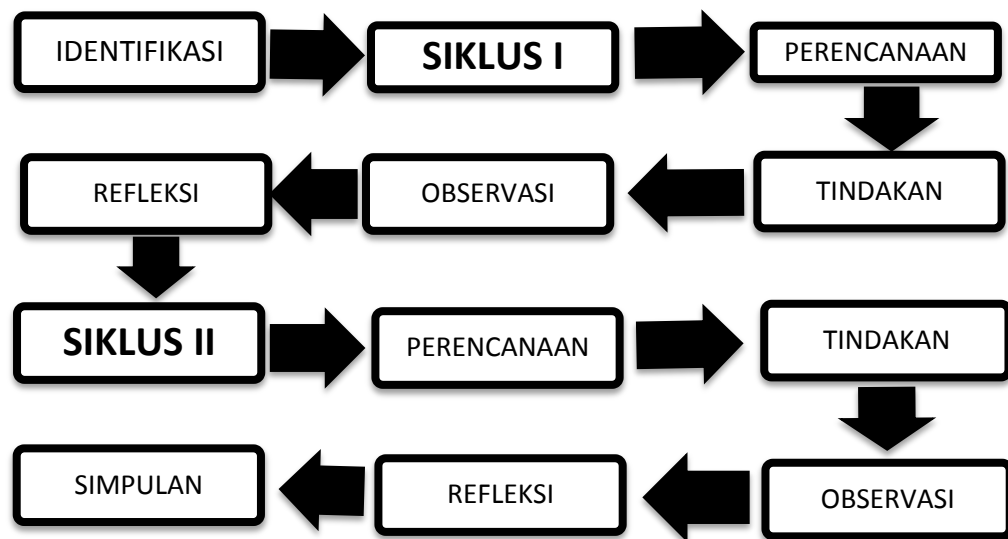 IDENTIFIKASI
SIKLUS I
PERENCANAAN
TINDAKAN
OBSERVASI
REFLEKSI
SIKLUS II
PERENCANAAN
TINDAKAN
OBSERVASI
REFLEKSI
SIMPULAN